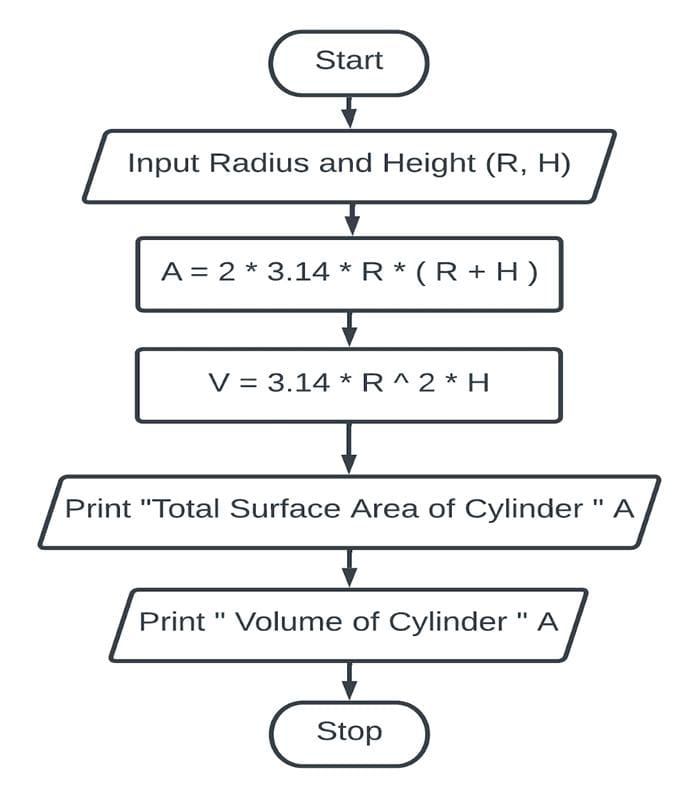 Start
Input Radius and Height (R, H)
A = 2 * 3.14 * R * ( R + H )
V = 3.14 * R ^ 2 * H
Print "Total Surface Area of Cylinder " A
Print " Volume of Cylinder " A
Stop